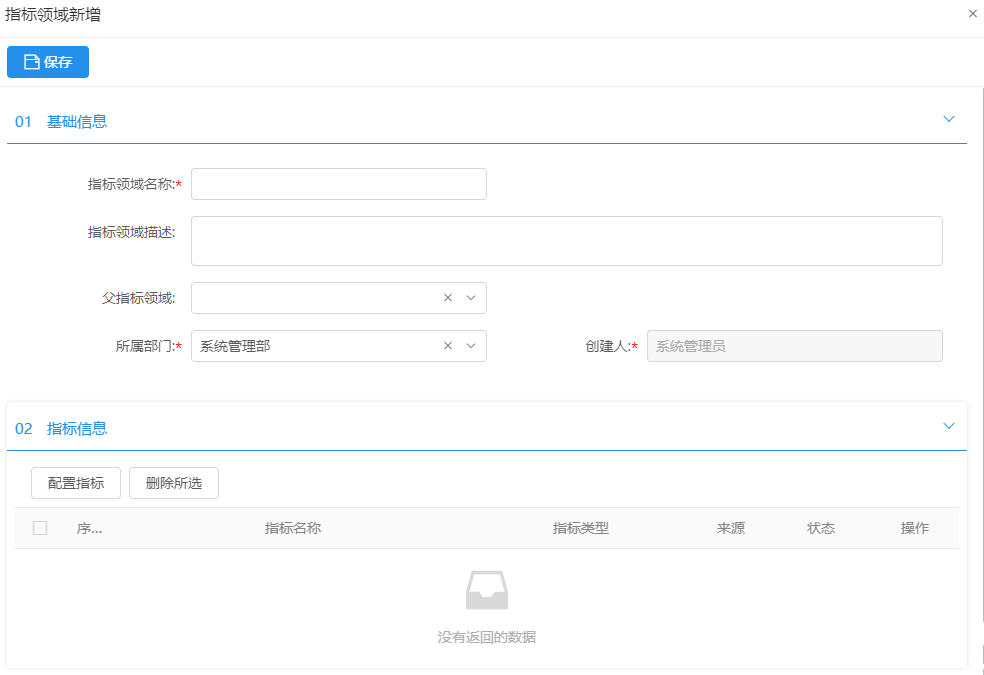 指标领域新增
保存
01 基础信息
指标领域名称:*
指标领域描述:
父指标领域:
所属部门:* 系统管理部 创建人:* 系统管理员
02 指标信息
配置指标 删除所选
序... 指标名称 指标类型 来源 状态 操作
没有返回的数据